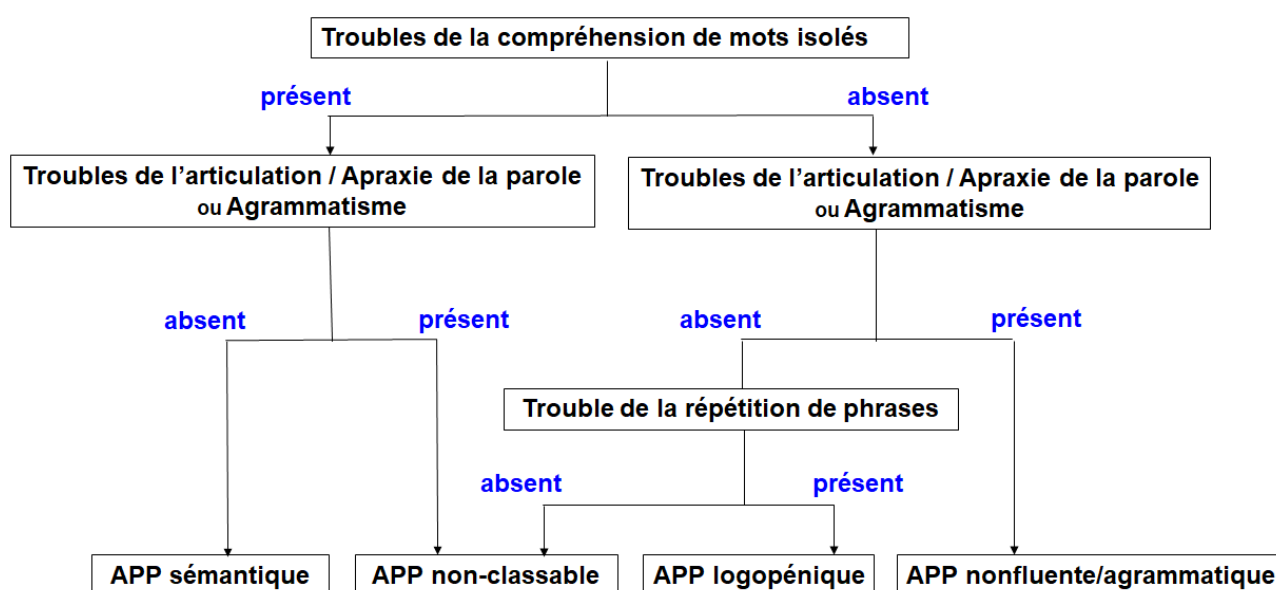 Troubles de la compréhension de mots isolés
présent
absent
Troubles de l'articulation / Apraxie de la parole
ou Agrammatisme
Troubles de l'articulation / Apraxie de la parole
ou Agrammatisme
absent
présent
absent
présent
Trouble de la répétition de phrases
absent
présent
APP sémantique
APP non-classable
APP logopénique
APP nonfluente/agrammatique